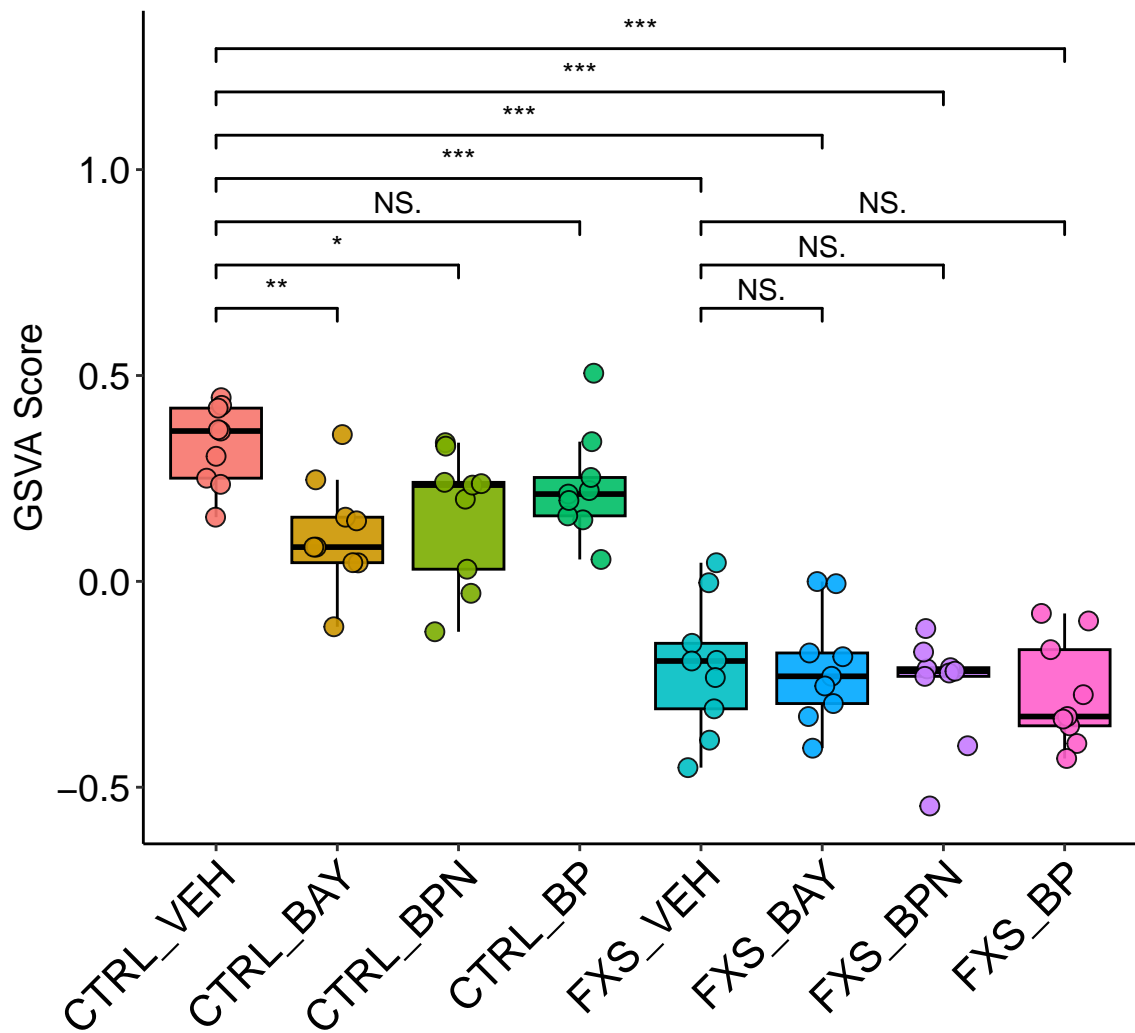 ***
***
***
***
NS.
NS.
*
NS.
**
NS.
GSVA Score
1.0
0.5
0.0
−0.5
CTRL_VEH
CTRL_BAY
CTRL_BPN
CTRL_BP
FXS_VEH
FXS_BAY
FXS_BPN
FXS_BP